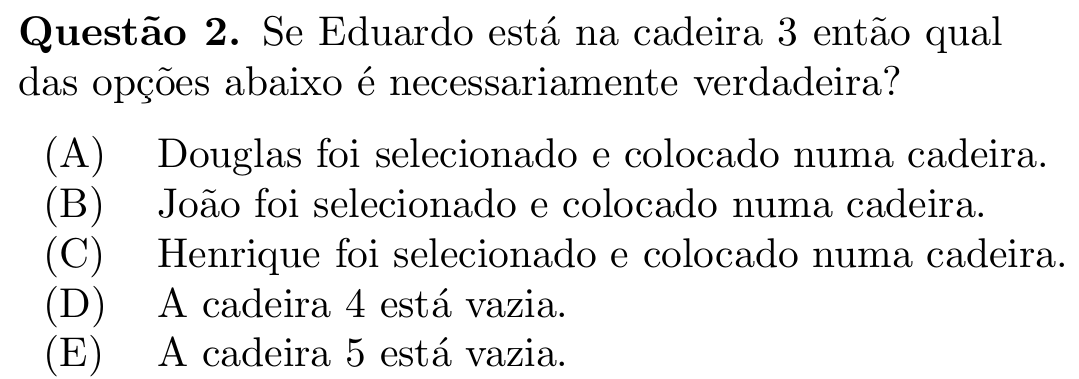 Questão 2. Se Eduardo está na cadeira 3 então qual
das opções abaixo é necessariamente verdadeira?
(A) Douglas foi selecionado e colocado numa cadeira.
(B) João foi selecionado e colocado numa cadeira.
(C) Henrique foi selecionado e colocado numa cadeira.
(D) A cadeira 4 está vazia.
(E) A cadeira 5 está vazia.